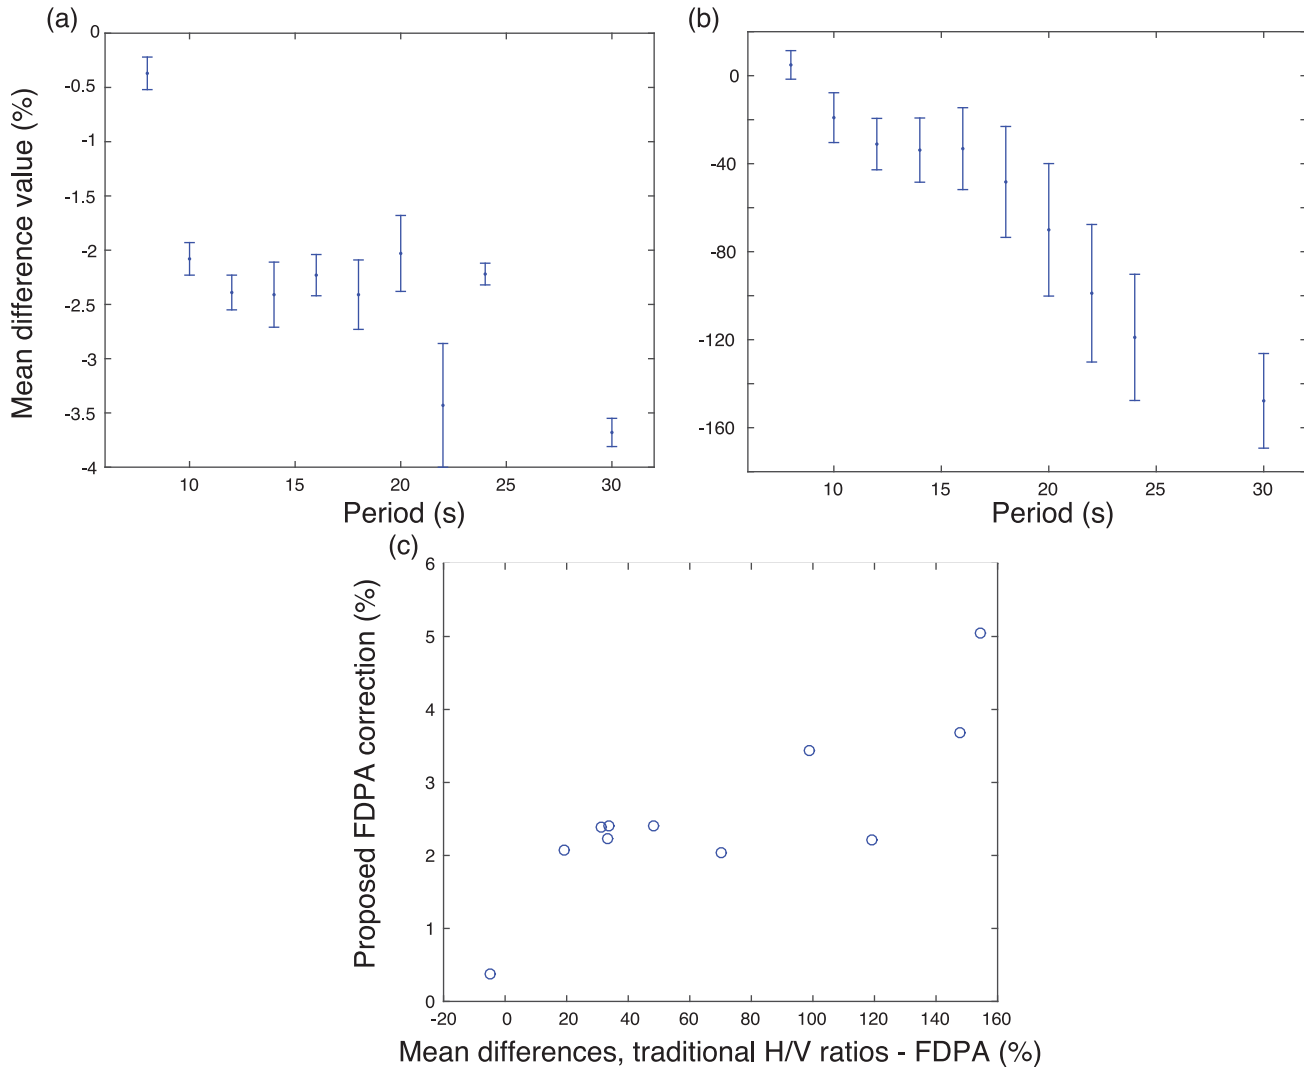 (a)
0
-0.5
-1
-1.5
-2
-2.5
-3
-3.5
-4
10 15 20 25 30
Mean difference value (%)
Period (s)
(b)
0
-40
-80
-120
-160
10 15 20 25 30
Period (s)
(c)
6
5
4
3
2
1
0
-20 0 20 40 60 80 100 120 140 160
Proposed FDPA correction (%)
Mean differences, traditional H/V ratios - FDPA (%)